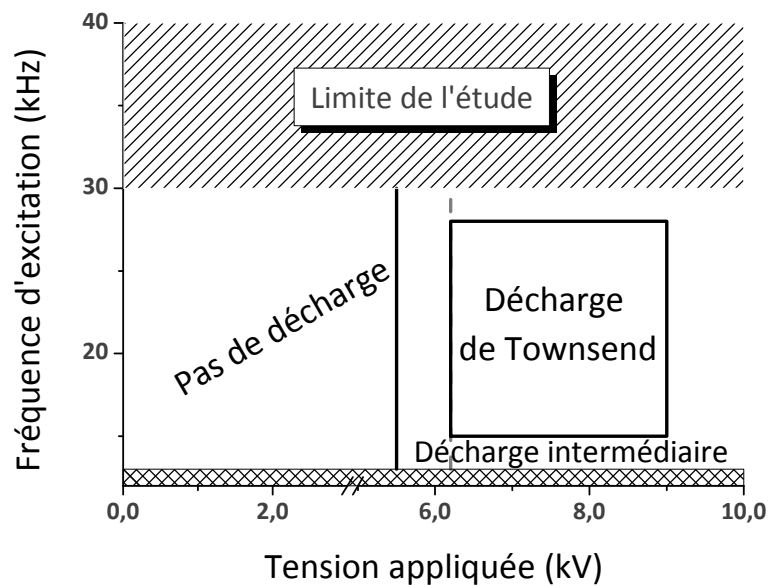 40
Limite de l'étude
30
Fréquence d'excitation (kHz)
Pas de décharge
Décharge
de Townsend
20
Décharge intermédiaire
0,0 2,0 6,0 8,0 10,0
Tension appliquée (kV)